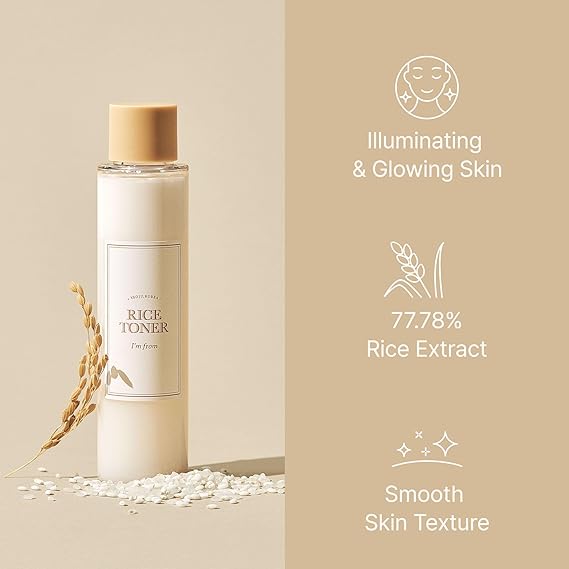 RICE
TONER
I'm from
Illuminating
& Glowing Skin
77.78%
Rice Extract
Smooth
Skin Texture